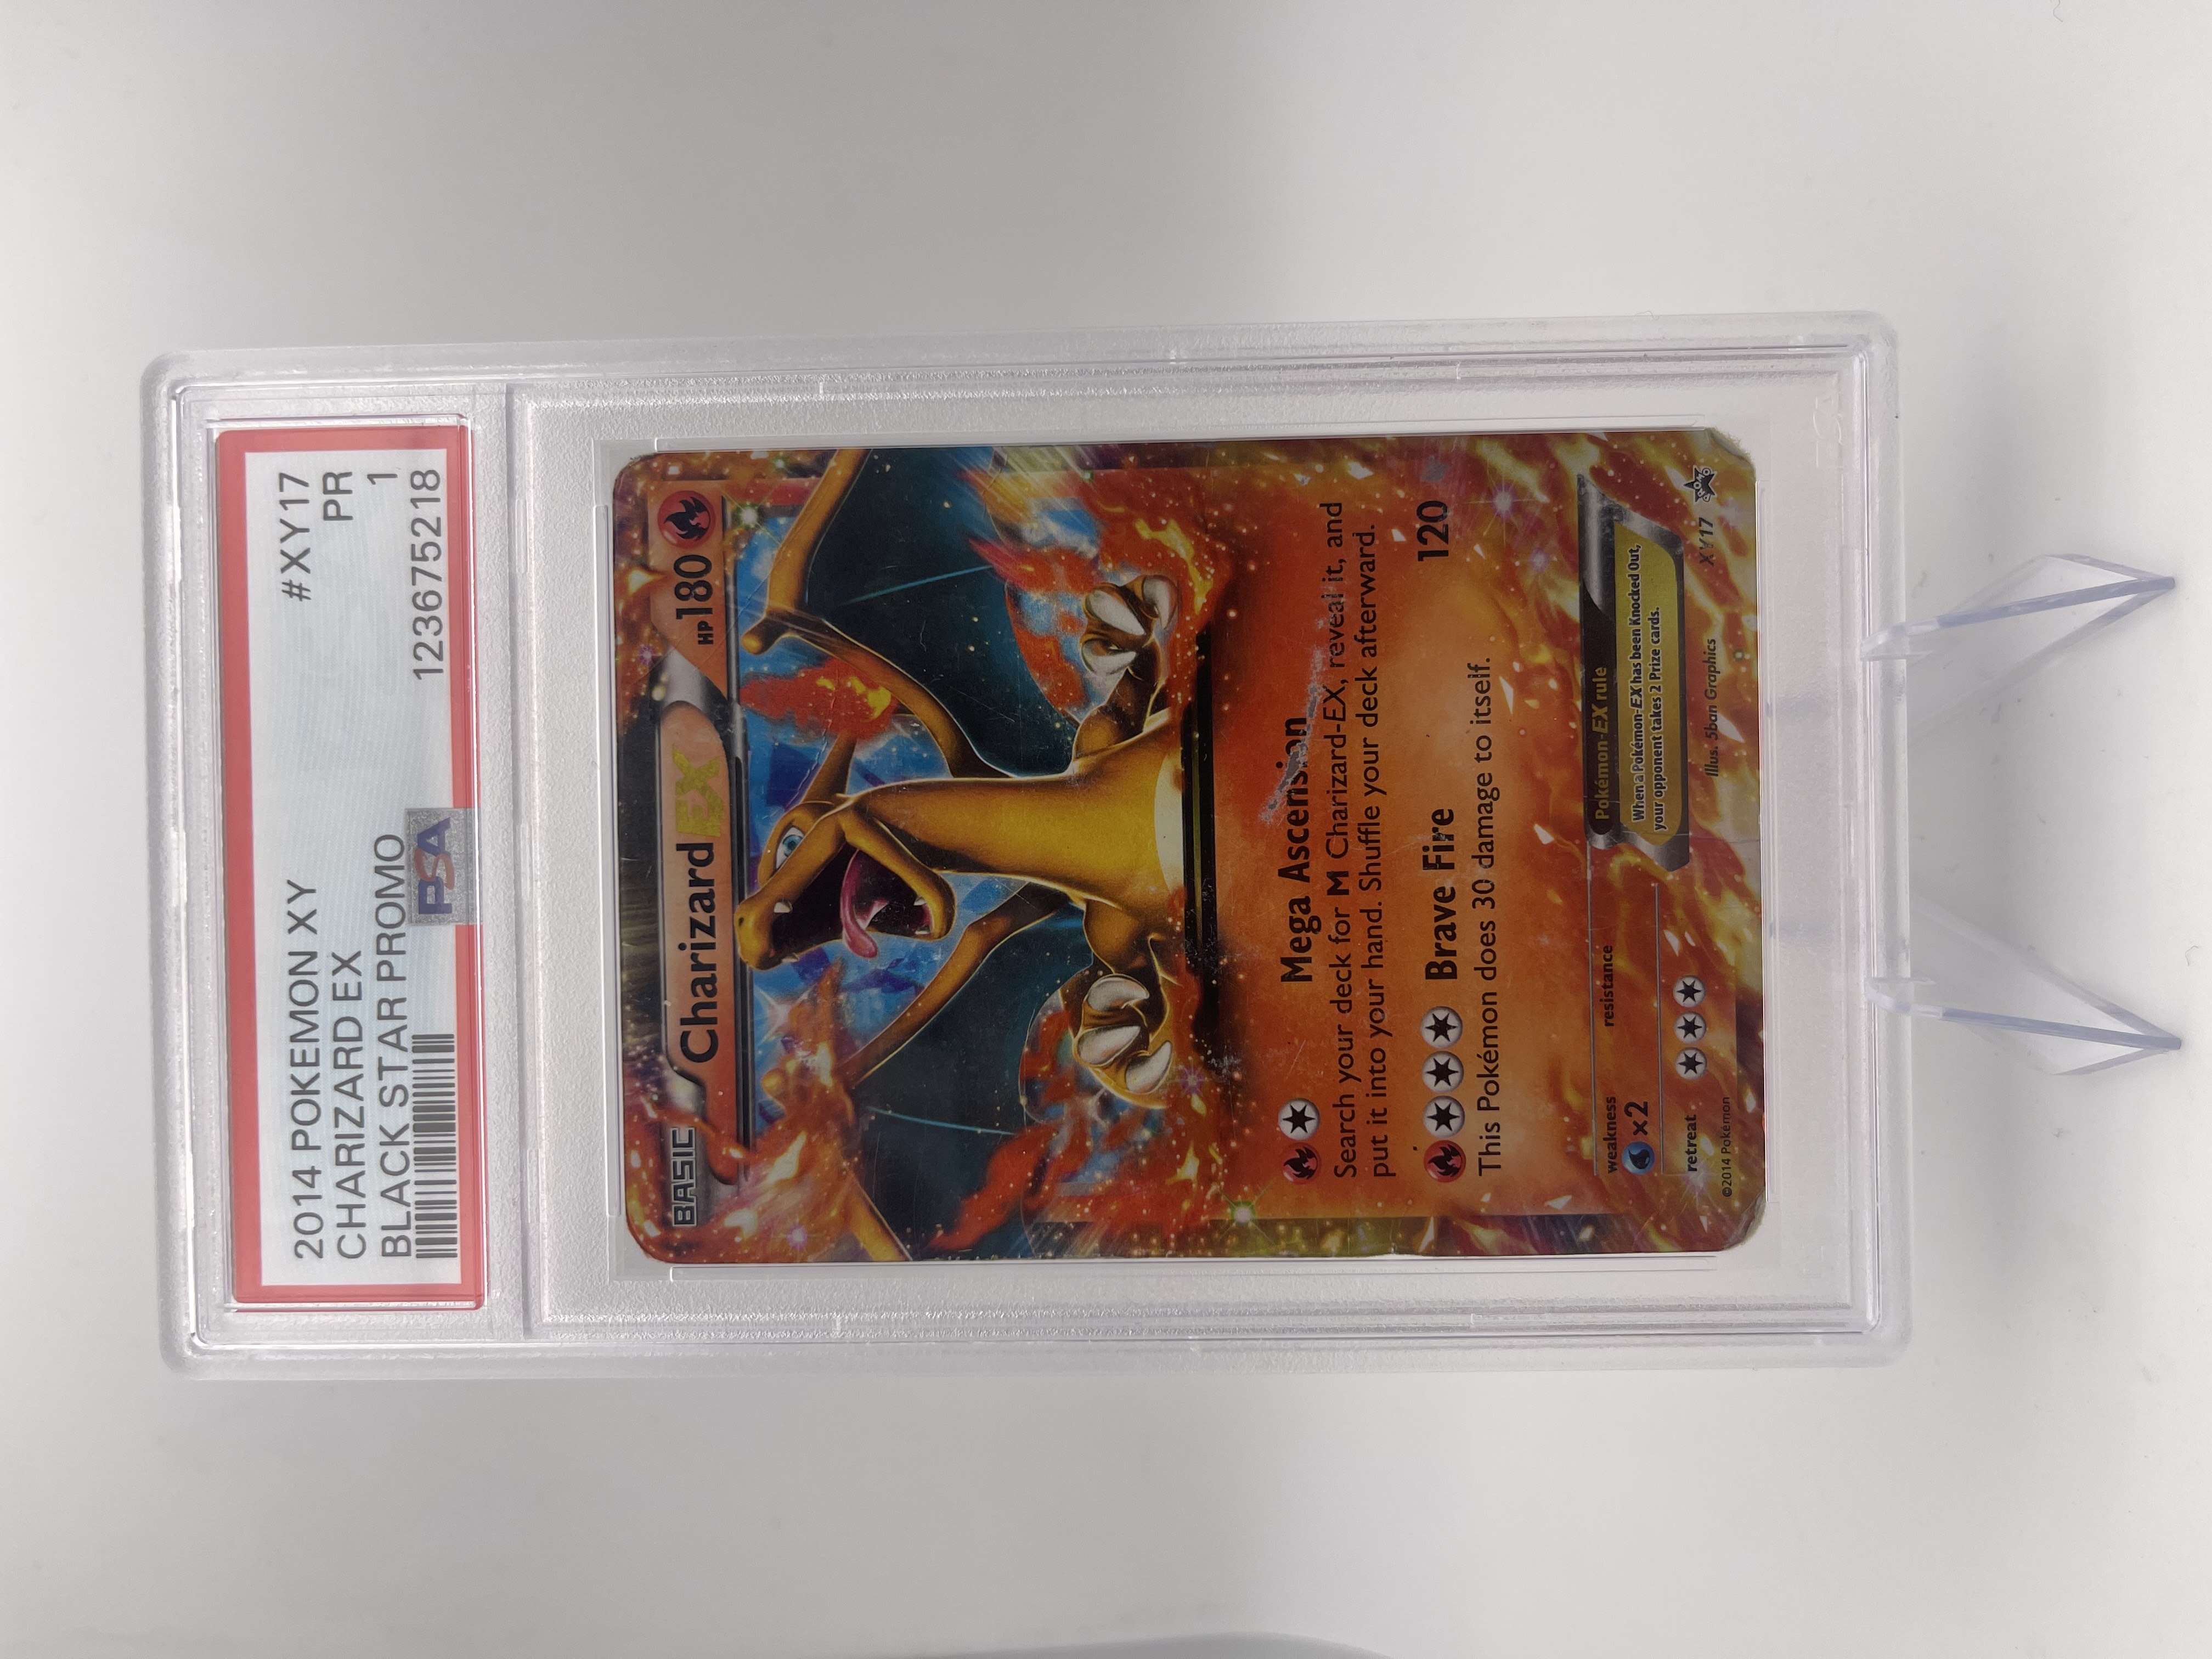 2014 POKEMON XY #XY17
CHARIZARD EX PR
BLACK STAR PROMO 1
PSA 123675218
BASIC Charizard EX HP180
Mega Ascension
Search your deck for M Charizard-EX, reveal it, and
put it into your hand. Shuffle your deck afterward.
Brave Fire 120
This Pokémon does 30 damage to itself.
weakness resistance
×2
Pokémon-EX rule
When a Pokémon-EX has been Knocked Out,
your opponent takes 2 Prize cards.
retreat
Illus. 5ban Graphics XY17 PROMO
©2014 Pokémon